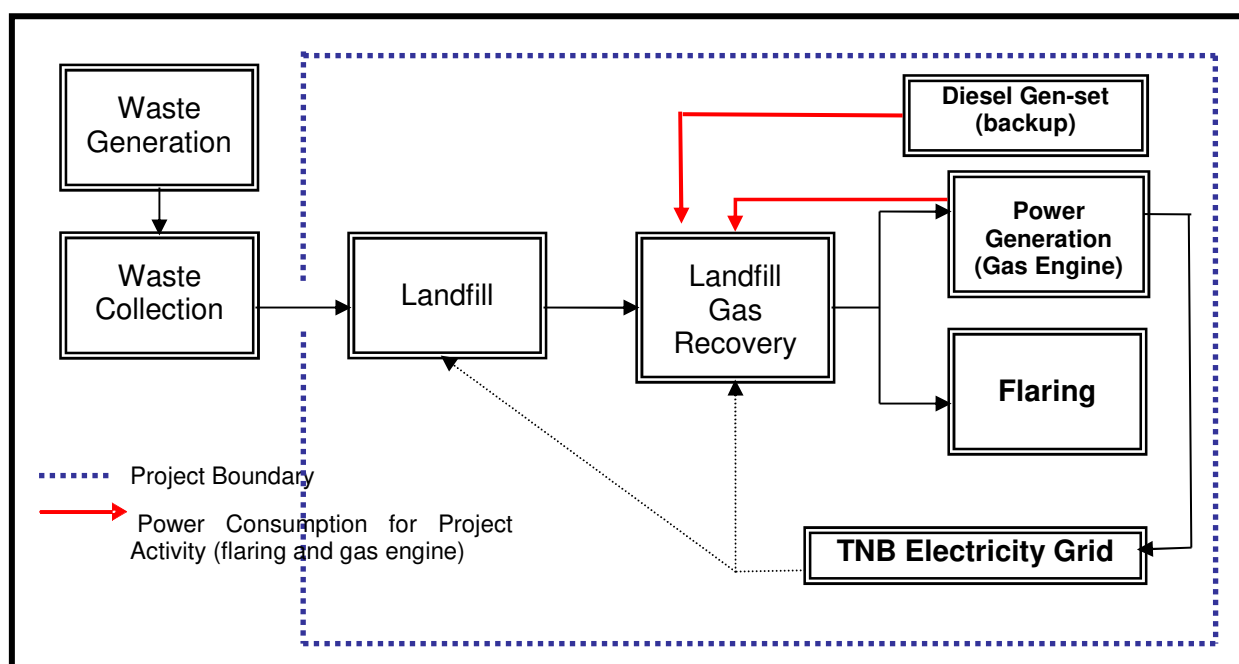 Waste
Generation
Waste
Collection
Landfill
Landfill
Gas
Recovery
Diesel Gen-set
(backup)
Power
Generation
(Gas Engine)
Flaring
TNB Electricity Grid
Project Boundary
Power Consumption for Project
Activity (flaring and gas engine)